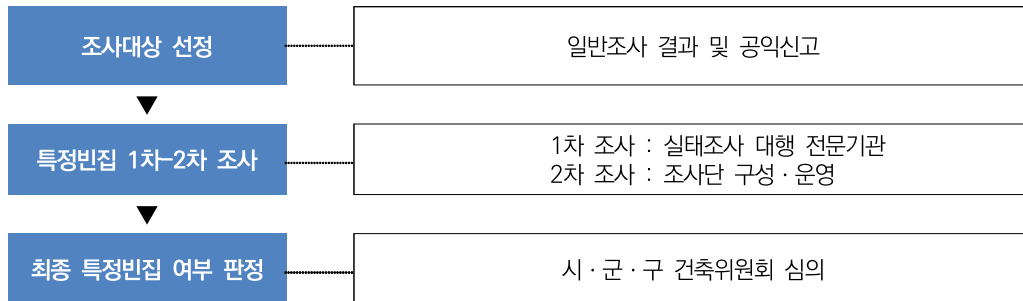 조사대상 선정
일반조사 결과 및 공익신고
▼
특정빈집 1차-2차 조사
1차 조사 : 실태조사 대행 전문기관
2차 조사 : 조사단 구성 · 운영
▼
최종 특정빈집 여부 판정
시 · 군 · 구 건축위원회 심의